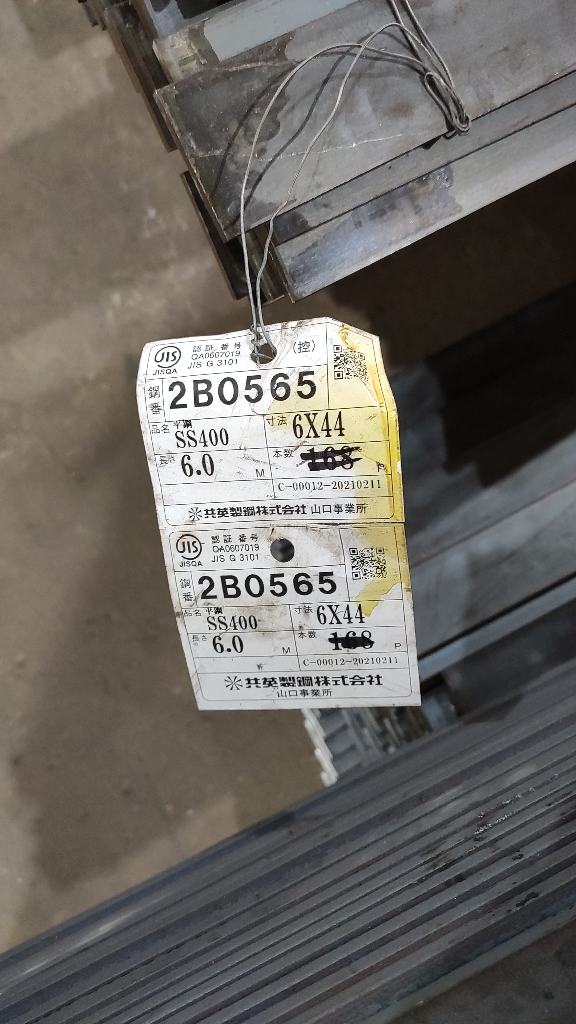 JIS
JISQA
認証番号
QA0607019
JIS G 3101
(控)
鋼番
2B0565
品名
平鋼
SS400
寸法
6X44
長さ
6.0
M
本数
168
P
C-00012-20210211
共英製鋼株式会社 山口事業所
JIS
JISQA
認証番号
QA0607019
JIS G 3101
鋼番
2B0565
品名
平鋼
SS400
寸法
6X44
長さ
6.0
M
本数
168
P
C-00012-20210211
共英製鋼株式会社
山口事業所